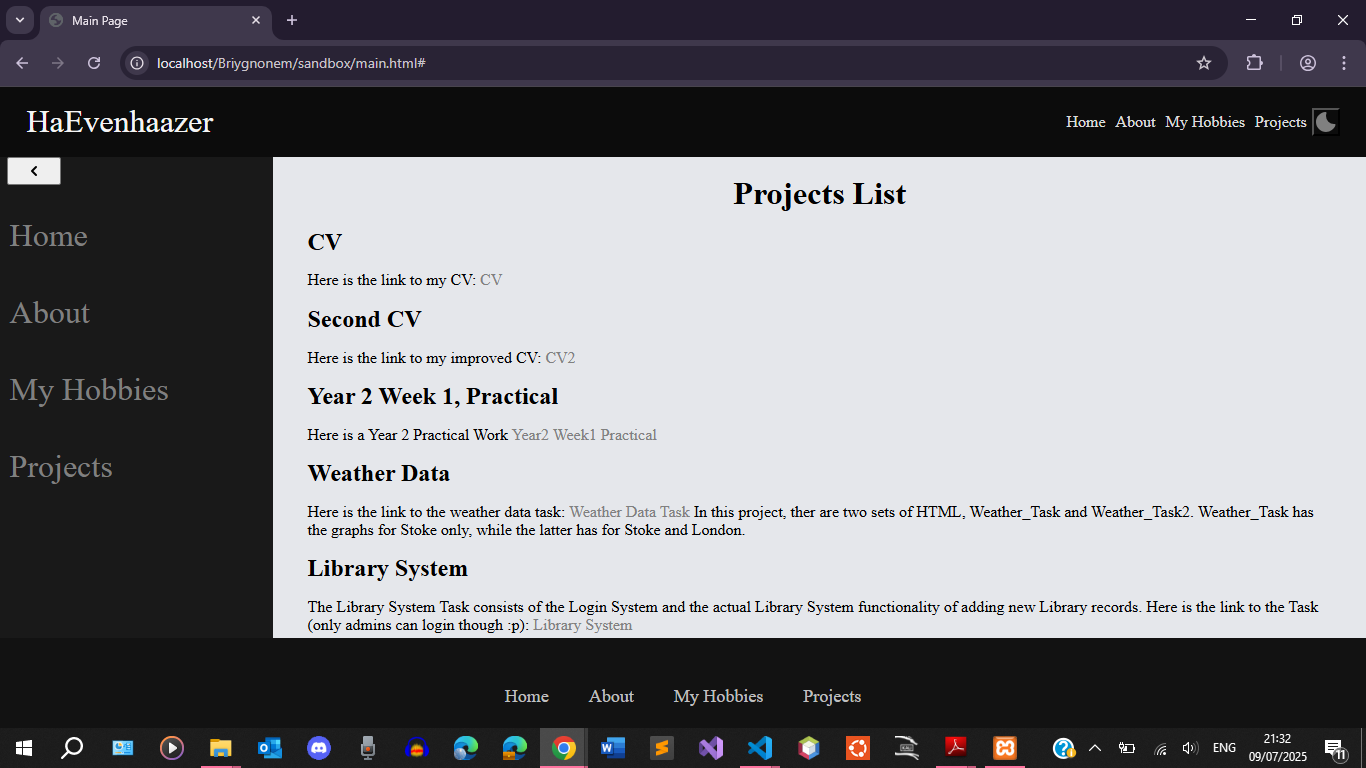 Main Page
localhost/Briygnonem/sandbox/main.html#
HaEvenhaazer
Home About My Hobbies Projects
Home
About
My Hobbies
Projects
Projects List
CV
Here is the link to my CV: CV
Second CV
Here is the link to my improved CV: CV2
Year 2 Week 1, Practical
Here is a Year 2 Practical Work Year2 Week1 Practical
Weather Data
Here is the link to the weather data task: Weather Data Task In this project, ther are two sets of HTML, Weather_Task and Weather_Task2. Weather_Task has
the graphs for Stoke only, while the latter has for Stoke and London.
Library System
The Library System Task consists of the Login System and the actual Library System functionality of adding new Library records. Here is the link to the Task
(only admins can login though :p): Library System
Home About My Hobbies Projects
ENG
21:32
09/07/2025
11